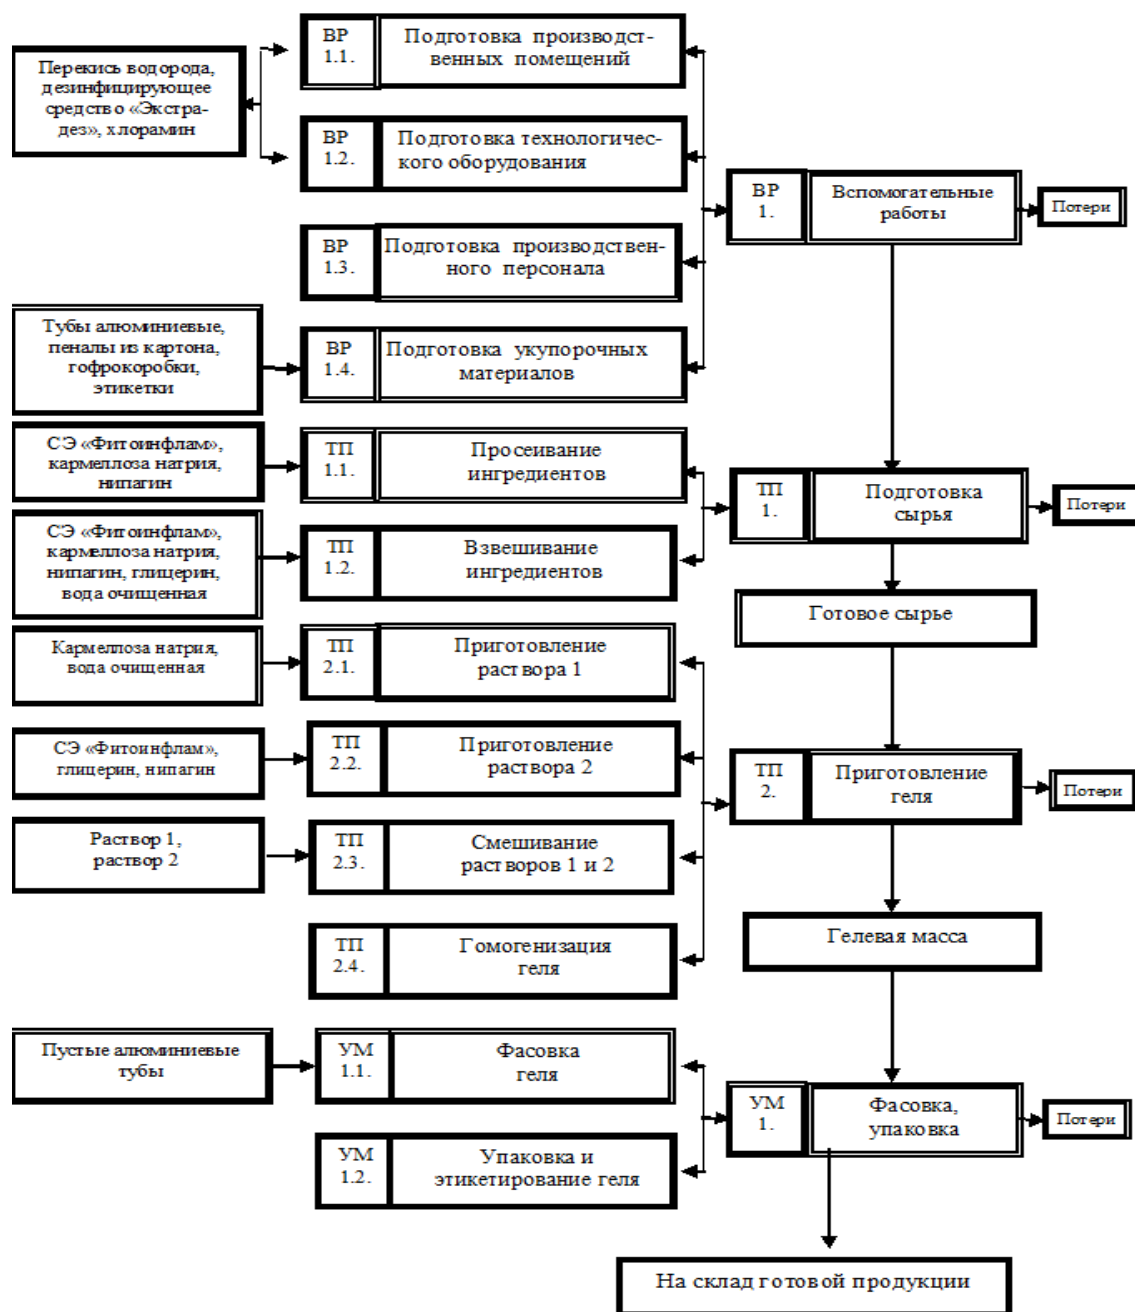 ВР
1.1.
Подготовка производст-
венных помещений
Перекись водорода,
дезинфицирующее
средство «Экстра-
дез», хлорамин
ВР
1.2.
Подготовка технологичес-
кого оборудования
ВР
1.
Вспомогательные
работы
Потери
ВР
1.3.
Подготовка производствен-
ного персонала
Тубы алюминиевые,
пеналы из картона,
гофрокоробки,
этикетки
ВР
1.4.
Подготовка укупорочных
материалов
СЭ «Фитоинфлам»,
кармеллоза натрия,
нипагин
ТП
1.1.
Просеивание
ингредиентов
ТП
1.
Подготовка
сырья
Потери
СЭ «Фитоинфлам»,
кармеллоза натрия,
нипагин, глицерин,
вода очищенная
ТП
1.2.
Взвешивание
ингредиентов
Готовое сырье
Кармеллоза натрия,
вода очищенная
ТП
2.1.
Приготовление
раствора 1
СЭ «Фитоинфлам»,
глицерин, нипагин
ТП
2.2.
Приготовление
раствора 2
ТП
2.
Приготовление
геля
Потери
Раствор 1,
раствор 2
ТП
2.3.
Смешивание
растворов 1 и 2
ТП
2.4.
Гомогенизация
геля
Гелевая масса
Пустые алюминиевые
тубы
УМ
1.1.
Фасовка
геля
УМ
1.
Фасовка,
упаковка
Потери
УМ
1.2.
Упаковка и
этикетирование геля
На склад готовой продукции